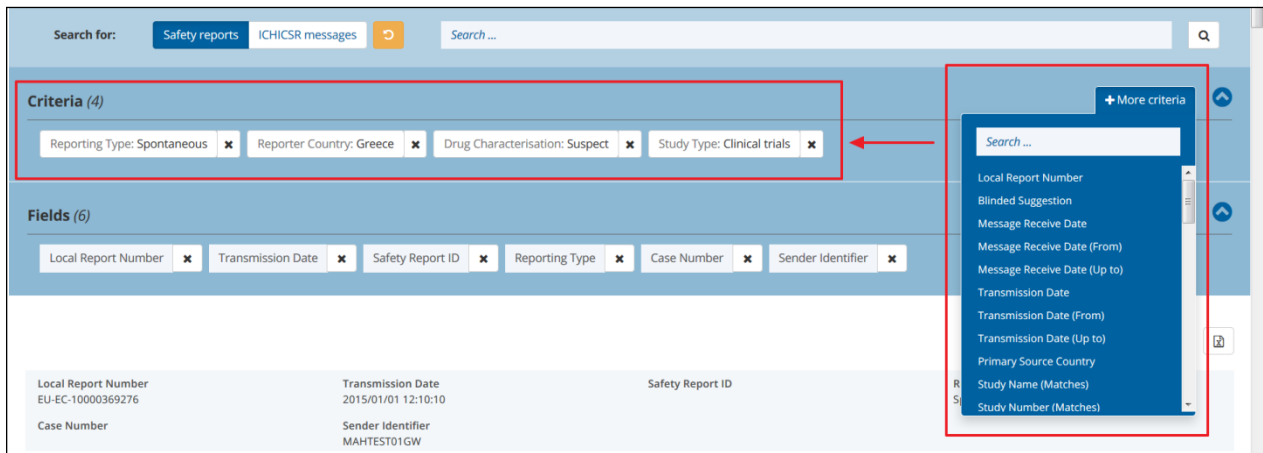 Search for: Safety reports ICHICSR messages Search ...
Criteria (4)
+ More criteria
Reporting Type: Spontaneous × Reporter Country: Greece × Drug Characterisation: Suspect × Study Type: Clinical trials ×
Search ...
Local Report Number
Blinded Suggestion
Message Receive Date
Message Receive Date (From)
Message Receive Date (Up to)
Transmission Date
Transmission Date (From)
Transmission Date (Up to)
Primary Source Country
Study Name (Matches)
Study Number (Matches)
Fields (6)
Local Report Number × Transmission Date × Safety Report ID × Reporting Type × Case Number × Sender Identifier ×
Local Report Number Transmission Date Safety Report ID
EU-EC-10000369276 2015/01/01 12:10:10
Case Number Sender Identifier
MAHTEST01GW